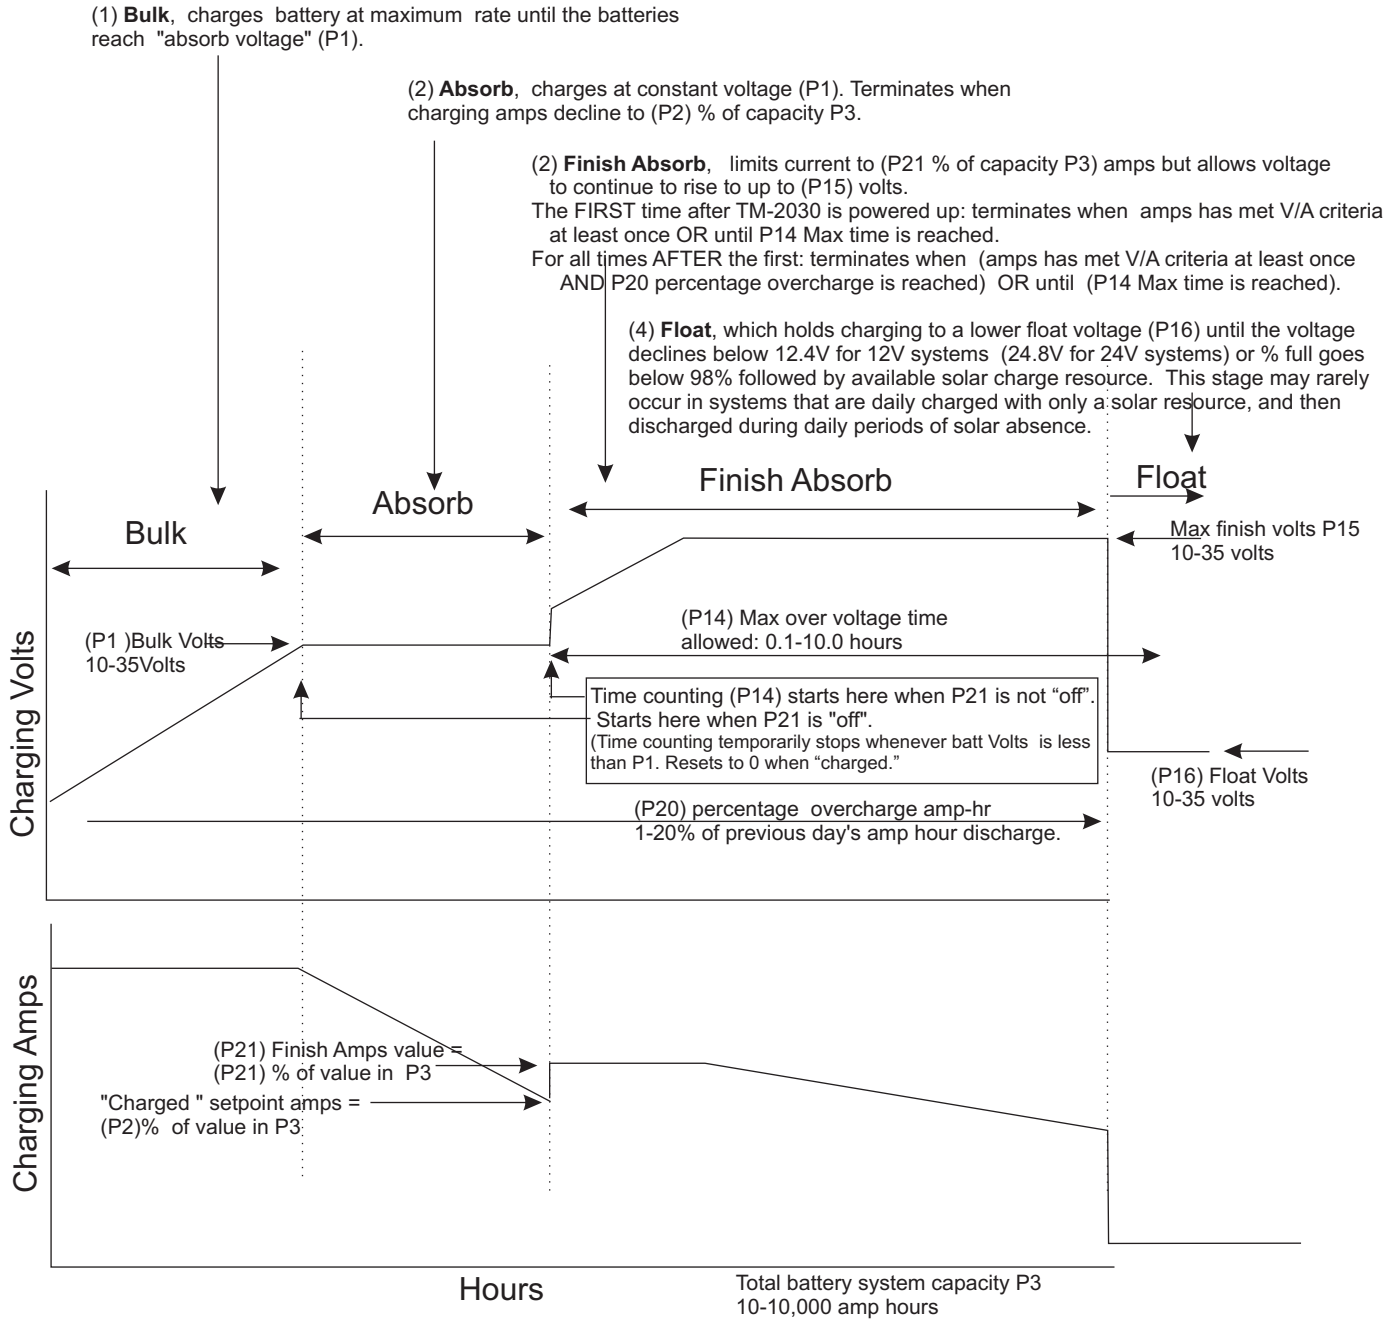 (1) Bulk, charges battery at maximum rate until the batteries
reach "absorb voltage" (P1).
(2) Absorb, charges at constant voltage (P1). Terminates when
charging amps decline to (P2) % of capacity P3.
(2) Finish Absorb, limits current to (P21 % of capacity P3) amps but allows voltage
to continue to rise to up to (P15) volts.
The FIRST time after TM-2030 is powered up: terminates when amps has met V/A criteria
at least once OR until P14 Max time is reached.
For all times AFTER the first: terminates when (amps has met V/A criteria at least once
AND P20 percentage overcharge is reached) OR until (P14 Max time is reached).
(4) Float, which holds charging to a lower float voltage (P16) until the voltage
declines below 12.4V for 12V systems (24.8V for 24V systems) or % full goes
below 98% followed by available solar charge resource. This stage may rarely
occur in systems that are daily charged with only a solar resource, and then
discharged during daily periods of solar absence.
Bulk
Absorb
Finish Absorb
Float
Max finish volts P15
10-35 volts
(P14) Max over voltage time
allowed: 0.1-10.0 hours
(P1 )Bulk Volts
10-35Volts
Time counting (P14) starts here when P21 is not “off”.
Starts here when P21 is "off".
(Time counting temporarily stops whenever batt Volts is less
than P1. Resets to 0 when “charged.”
(P16) Float Volts
10-35 volts
(P20) percentage overcharge amp-hr
1-20% of previous day's amp hour discharge.
Charging Volts
Charging Amps
(P21) Finish Amps value =
(P21) % of value in P3
"Charged " setpoint amps =
(P2)% of value in P3
Hours
Total battery system capacity P3
10-10,000 amp hours